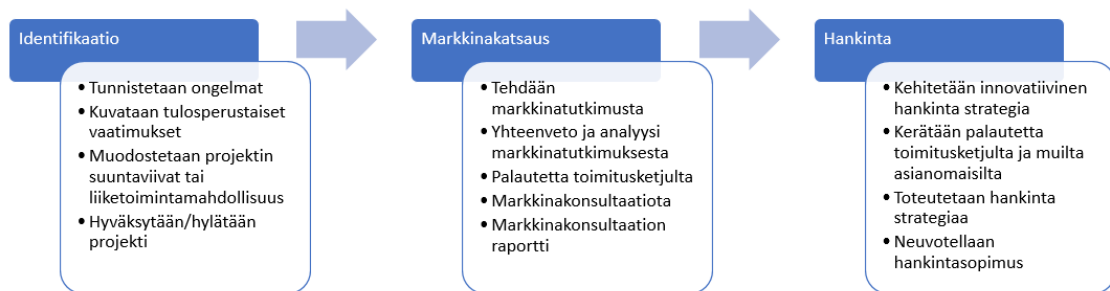 Identifikaatio
• Tunnistetaan ongelmat
• Kuvataan tulosperustaiset
vaatimukset
• Muodostetaan projektin
suuntaviivat tai
liiketoimintamahdollisuus
• Hyväksytään/hylätään
projekti
Markkinakatsaus
• Tehdään
markkinatutkimusta
• Yhteenveto ja analyysi
markkinatutkimuksesta
• Palautetta toimitusketjulta
• Markkinakonsultaatiota
• Markkinakonsultaation
raportti
Hankinta
• Kehitetään innovatiivinen
hankinta strategia
• Kerätään palautetta
toimitusketjulta ja muilta
asianomaisilta
• Toteutetaan hankinta
strategiaa
• Neuvotellaan
hankintasopimus